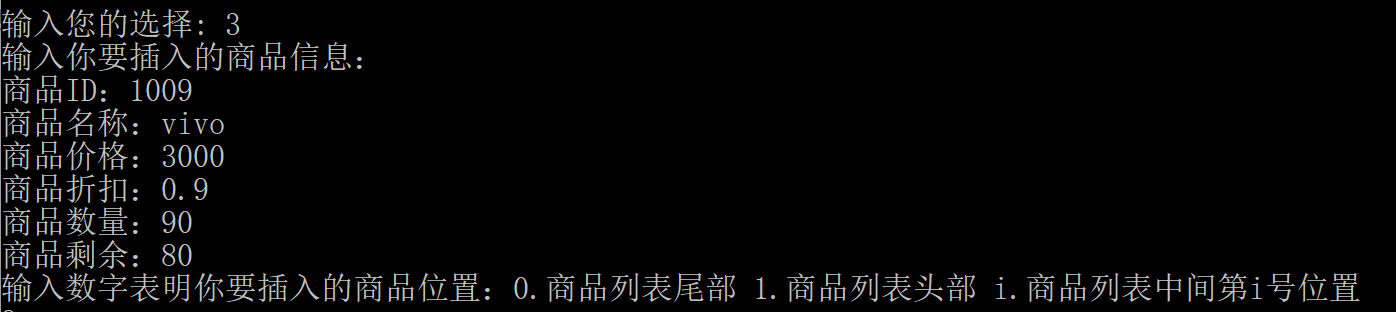 输入您的选择: 3
输入你要插入的商品信息:
商品ID：1009
商品名称：vivo
商品价格：3000
商品折扣：0.9
商品数量：90
商品剩余：80
输入数字表明你要插入的商品位置：0.商品列表尾部 1.商品列表头部 i.商品列表中间第i号位置